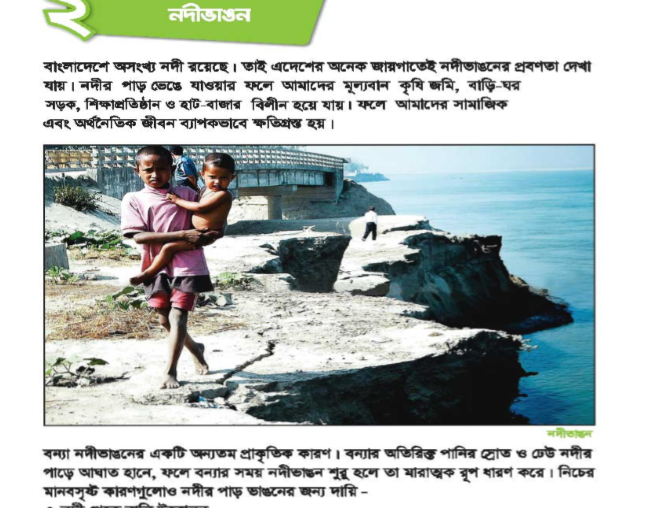 ২
নদীভাঙন
বাংলাদেশে অসংখ্য নদী রয়েছে। তাই এদেশের অনেক জায়গাতেই নদীভাঙনের প্রবণতা দেখা
যায়। নদীর পাড় ভেঙে যাওয়ার ফলে আমাদের মূল্যবান কৃষি জমি, বাড়ি-ঘর
সড়ক, শিক্ষাপ্রতিষ্ঠান ও হাট-বাজার বিলীন হয়ে যায়। ফলে আমাদের সামাজিক
এবং অর্থনৈতিক জীবন ব্যাপকভাবে ক্ষতিগ্রস্ত হয়।
নদীভাঙন
বন্যা নদীভাঙনের একটি অন্যতম প্রাকৃতিক কারণ। বন্যার অতিরিক্ত পানির স্রোত ও ঢেউ নদীর
পাড়ে আঘাত হানে, ফলে বন্যার সময় নদীভাঙন শুরু হলে তা মারাত্মক রূপ ধারণ করে। নিচের
মানবসৃষ্ট কারণগুলোও নদীর পাড় ভাঙনের জন্য দায়ি -